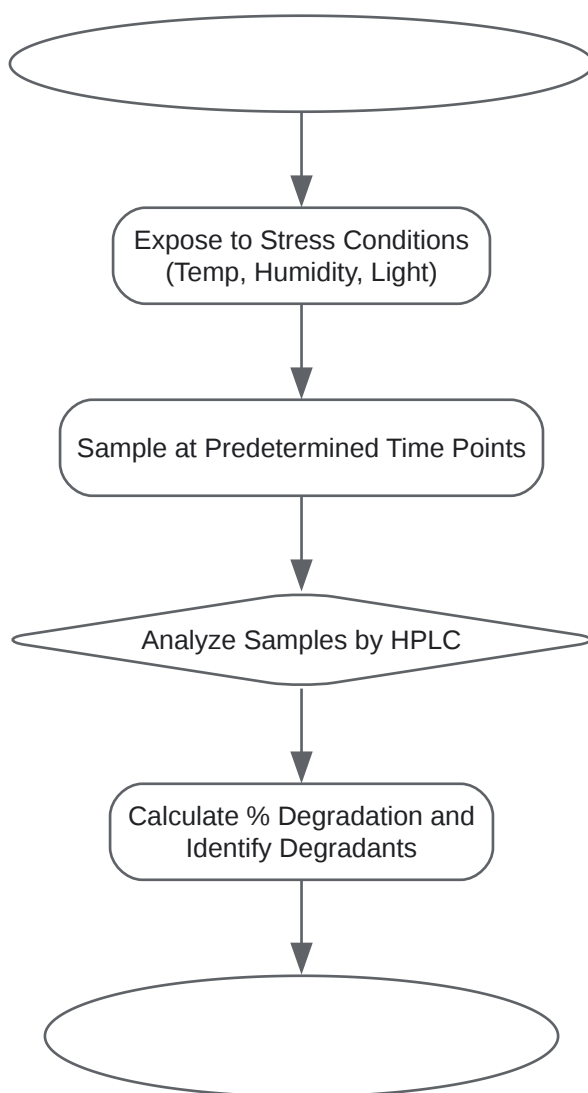 Expose to Stress Conditions
(Temp, Humidity, Light)
Sample at Predetermined Time Points
Analyze Samples by HPLC
Calculate % Degradation and
Identify Degradants